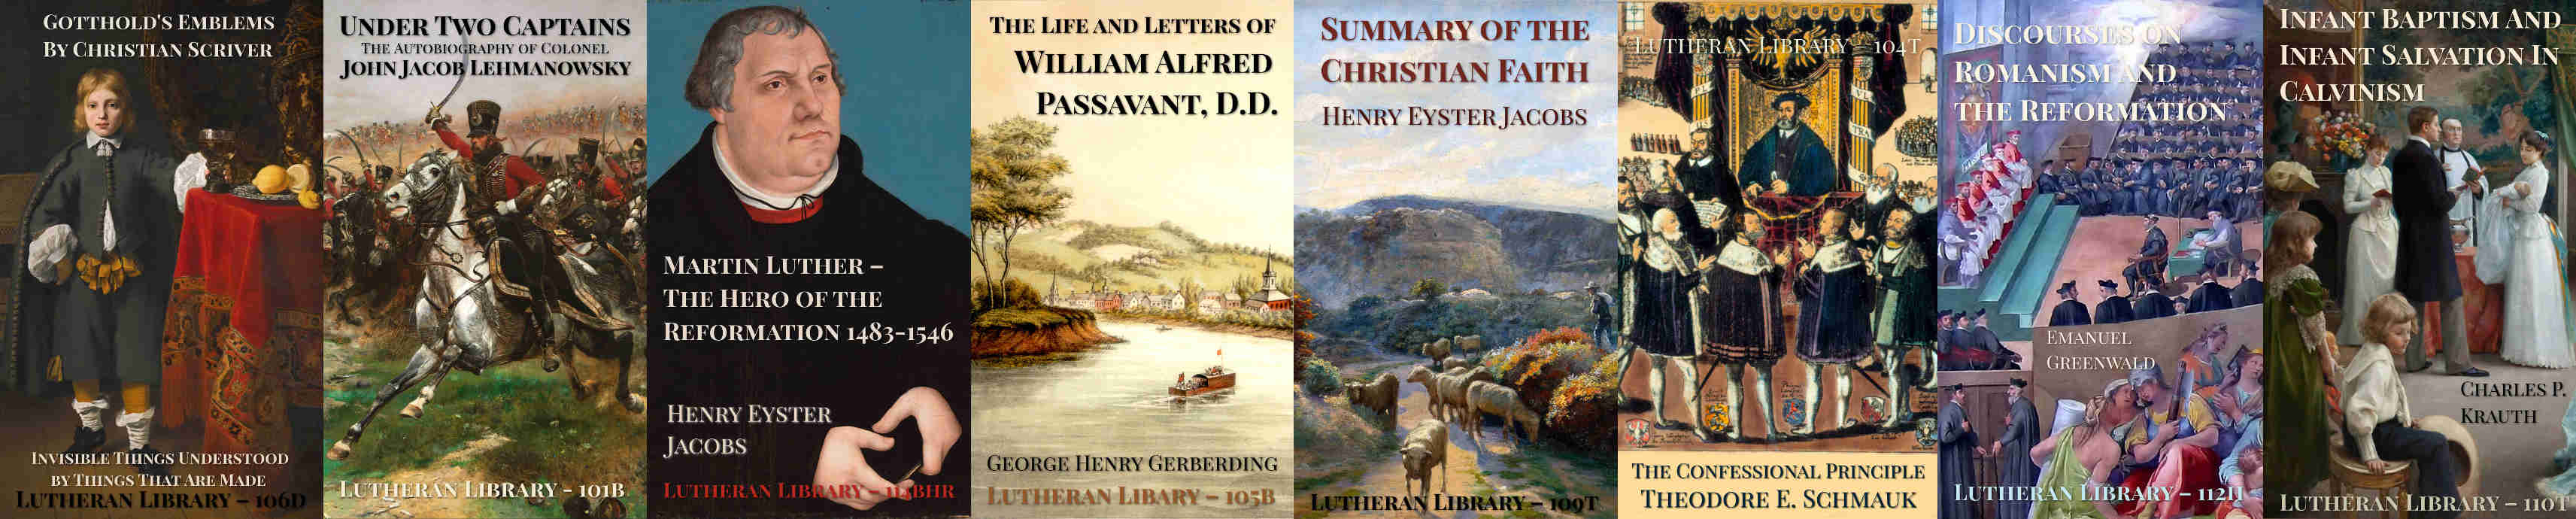 GOTTHOLD'S EMBLEMS
BY CHRISTIAN SCRIVER
INVISIBLE THINGS UNDERSTOOD
BY THINGS THAT ARE MADE
LUTHERAN LIBRARY – 106D
UNDER TWO CAPTAINS
THE AUTOBIOGRAPHY OF COLONEL
JOHN JACOB LEHMANOWSKY
LUTHERAN LIBRARY - 101B
MARTIN LUTHER –
THE HERO OF THE
REFORMATION 1483-1546
HENRY EYSTER
JACOBS
LUTHERAN LIBRARY – 114BHR
THE LIFE AND LETTERS OF
WILLIAM ALFRED
PASSAVANT, D.D.
GEORGE HENRY GERBERDING
LUTHERAN LIBARY – 105B
SUMMARY OF THE
CHRISTIAN FAITH
HENRY EYSTER JACOBS
LUTHERAN LIBRARY – 109T
LUTHERAN LIBRARY – 104T
THE CONFESSIONAL PRINCIPLE
THEODORE E. SCHMAUK
DISCOURSES ON
ROMANISM AND
THE REFORMATION
EMANUEL
GREENWALD
LUTHERAN LIBRARY – 112H
INFANT BAPTISM AND
INFANT SALVATION IN
CALVINISM
CHARLES P.
KRAUTH
LUTHERAN LIBRARY – 110T